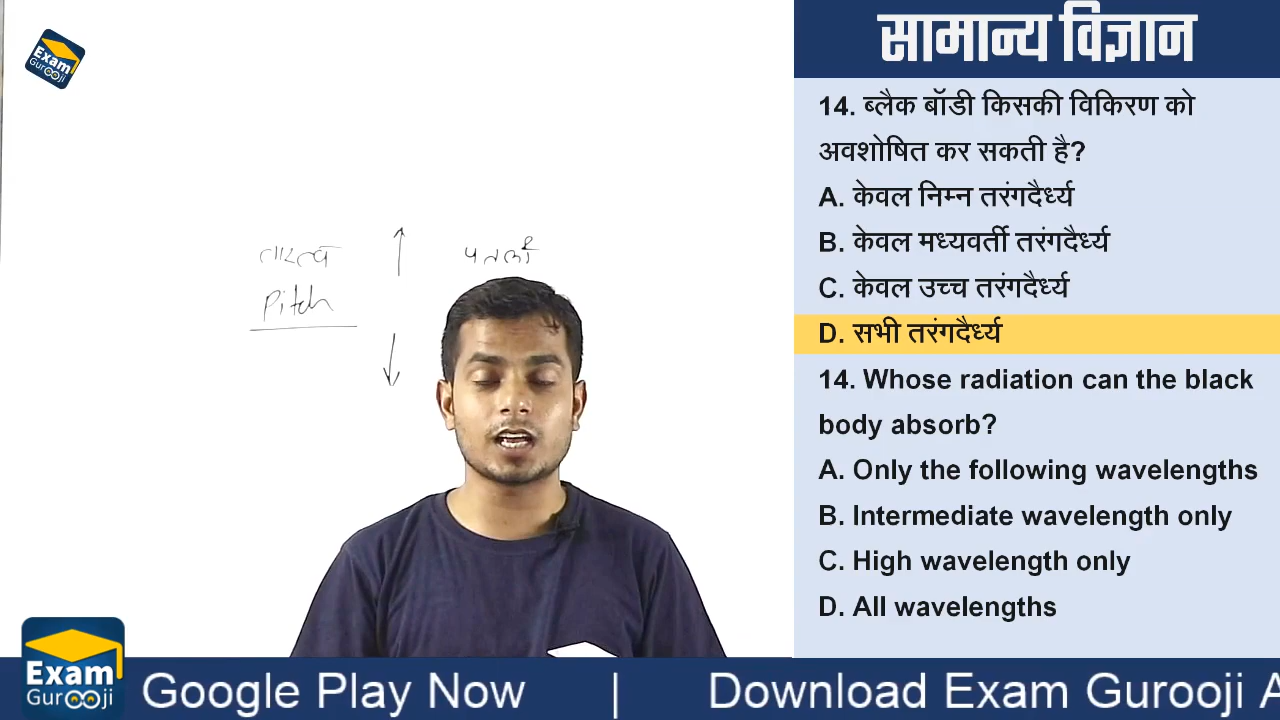 Exam
Gurooji
सामान्य विज्ञान
14. ब्लैक बॉडी किसकी विकिरण को
अवशोषित कर सकती है?
A. केवल निम्न तरंगदैर्ध्य
B. केवल मध्यवर्ती तरंगदैर्ध्य
C. केवल उच्च तरंगदैर्ध्य
D. सभी तरंगदैर्ध्य
14. Whose radiation can the black
body absorb?
A. Only the following wavelengths
B. Intermediate wavelength only
C. High wavelength only
D. All wavelengths
तारत्व
Pitch
Exam
Gurooji
Google Play Now | Download Exam Gurooji A